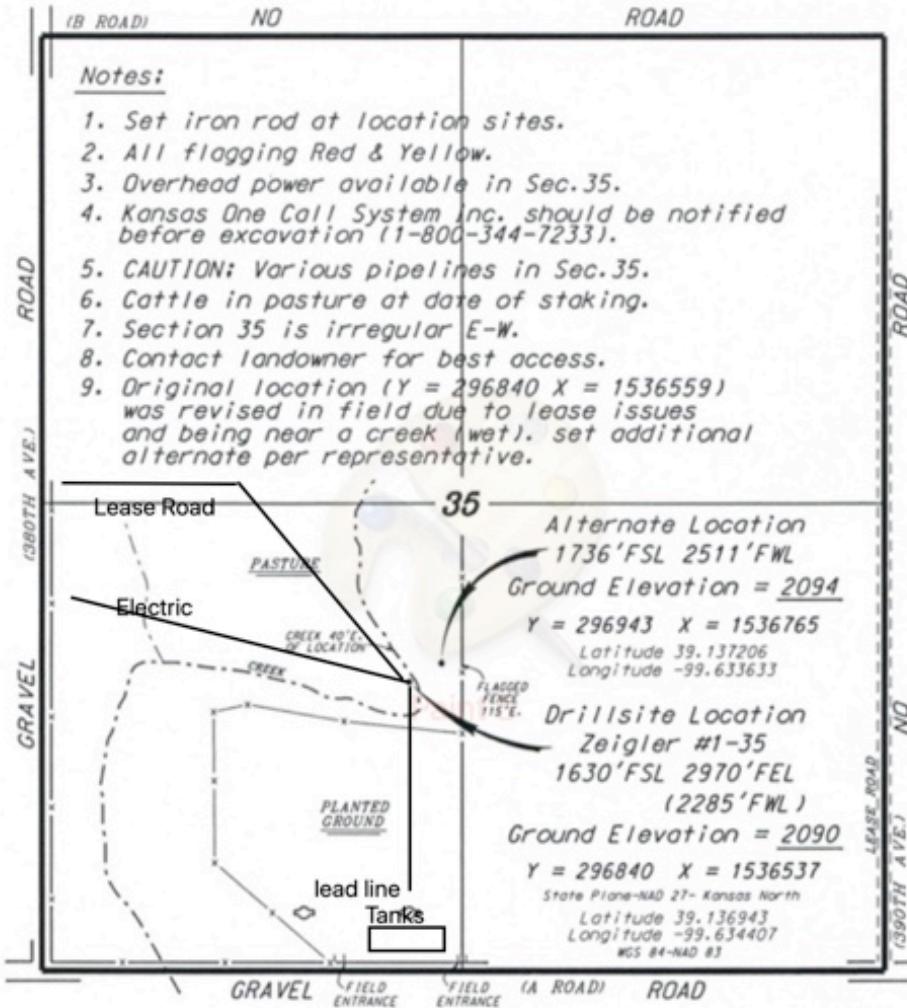 (B ROAD) NO ROAD
Notes:
1. Set iron rod at location sites.
2. All flagging Red & Yellow.
3. Overhead power available in Sec.35.
4. Kansas One Call System Inc. should be notified
before excavation (1-800-344-7233).
5. CAUTION: Various pipelines in Sec.35.
6. Cattle in pasture at date of staking.
7. Section 35 is irregular E-W.
8. Contact landowner for best access.
9. Original location (Y = 296840 X = 1536559)
was revised in field due to lease issues
and being near a creek (wet). set additional
alternate per representative.
ROAD
(380TH AVE.)
GRAVEL
ROAD
NO
(390TH AVE.)
LEASE ROAD
35
Lease Road
PASTURE
Electric
CREEK 40'E.
OF LOCATION
CREEK
FLAGGED
FENCE
115'E.
Alternate Location
1736'FSL 2511'FWL
Ground Elevation = 2094
Y = 296943 X = 1536765
Latitude 39.137206
Longitude -99.633633
Drillsite Location
Zeigler #1-35
1630'FSL 2970'FEL
(2285'FWL)
Ground Elevation = 2090
Y = 296840 X = 1536537
State Plane-NAD 27- Kansas North
Latitude 39.136943
Longitude -99.634407
WGS 84-NAD 83
PLANTED
GROUND
lead line
Tanks
GRAVEL
FIELD
ENTRANCE
FIELD
ENTRANCE
(A ROAD) ROAD